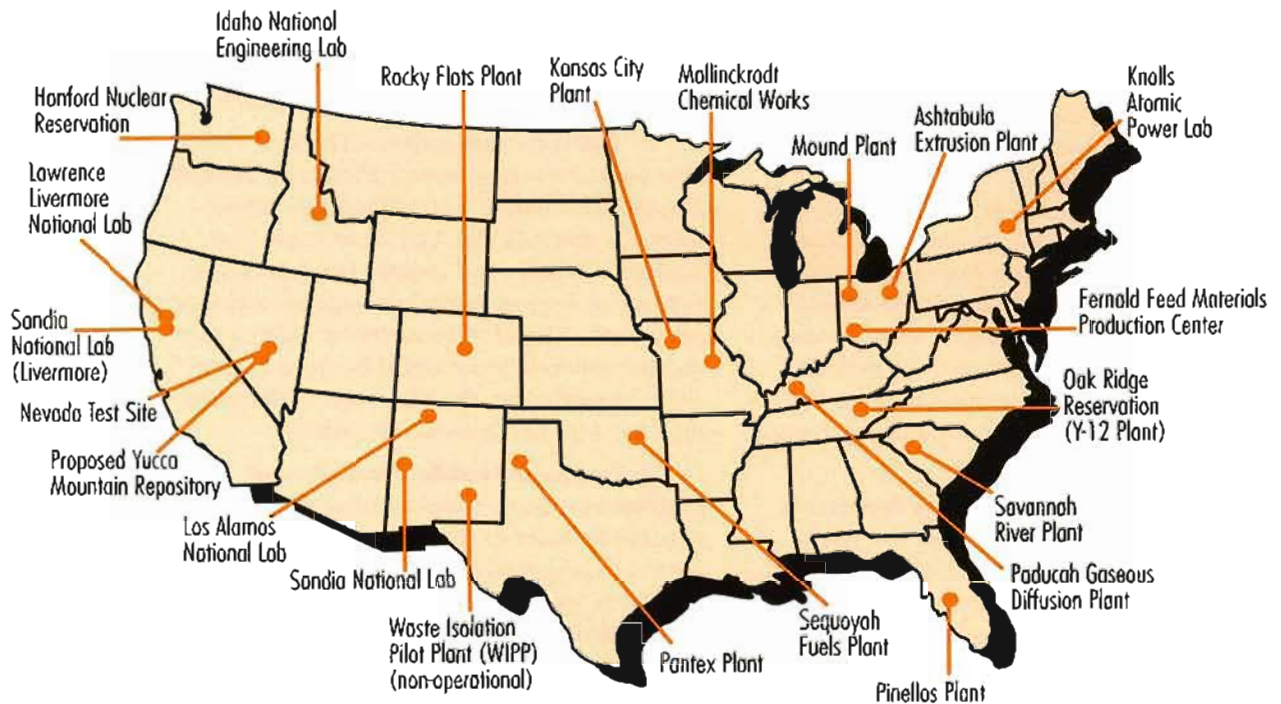 Idaho National
Engineering Lab
Rocky Flots Plant
Kansas City
Plant
Mollinckrodt
Chemical Works
Knolls
Atomic
Power Lab
Hanford Nuclear
Reservation
Ashtabula
Extrusion Plant
Mound Plant
Lawrence
Livermore
National Lab
Sandia
National Lab
(Livermore)
Fernald Feed Materials
Production Center
Nevada Test Site
Oak Ridge
Reservation
(Y-12 Plant)
Proposed Yucca
Mountain Repository
Los Alamos
National Lab
Savannah
River Plant
Sandia National Lab
Paducah Gaseous
Diffusion Plant
Waste Isolation
Pilot Plant (WIPP)
(non-operational)
Sequoyah
Fuels Plant
Pantex Plant
Pinellos Plant